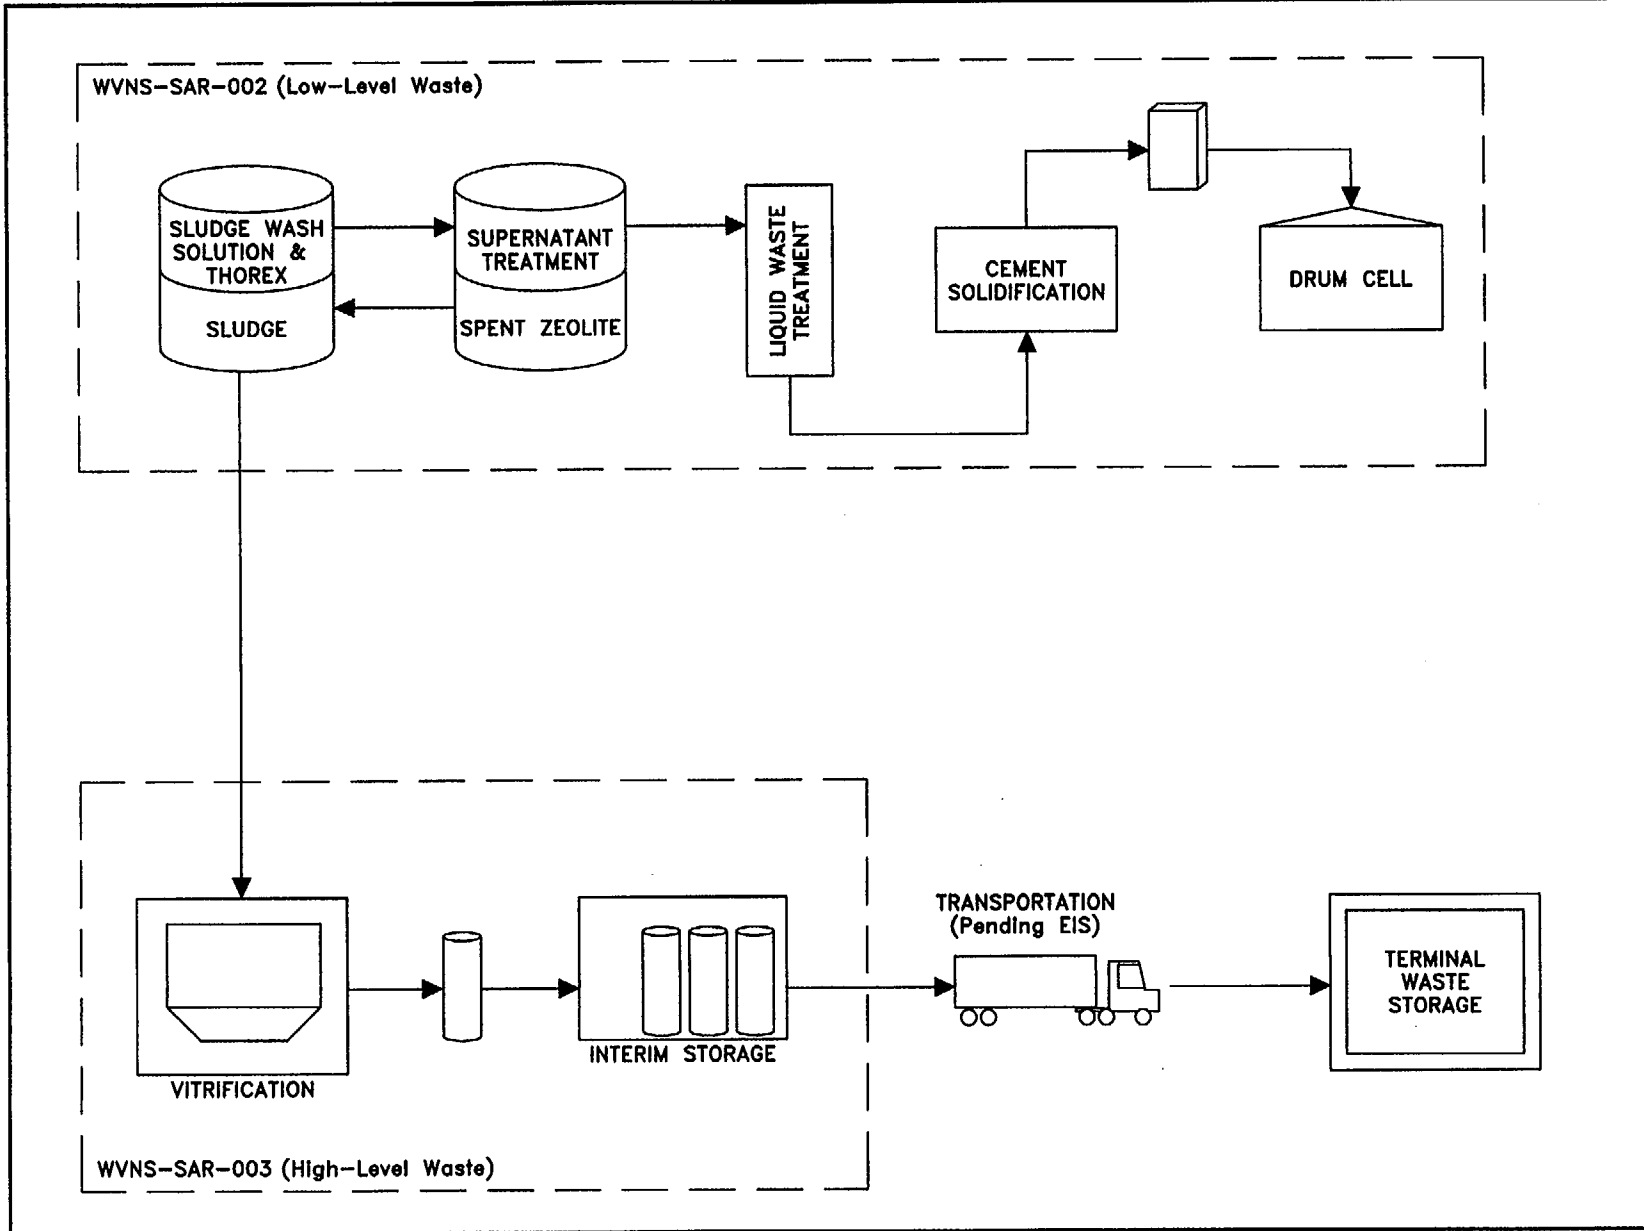 WVNS-SAR-002 (Low-Level Waste)
SLUDGE WASH
SOLUTION &
THOREX
SLUDGE
SUPERNATANT
TREATMENT
SPENT ZEOLITE
LIQUID WASTE
TREATMENT
CEMENT
SOLIDIFICATION
DRUM CELL
VITRIFICATION
INTERIM STORAGE
WVNS-SAR-003 (High-Level Waste)
TRANSPORTATION
(Pending EIS)
TERMINAL
WASTE
STORAGE